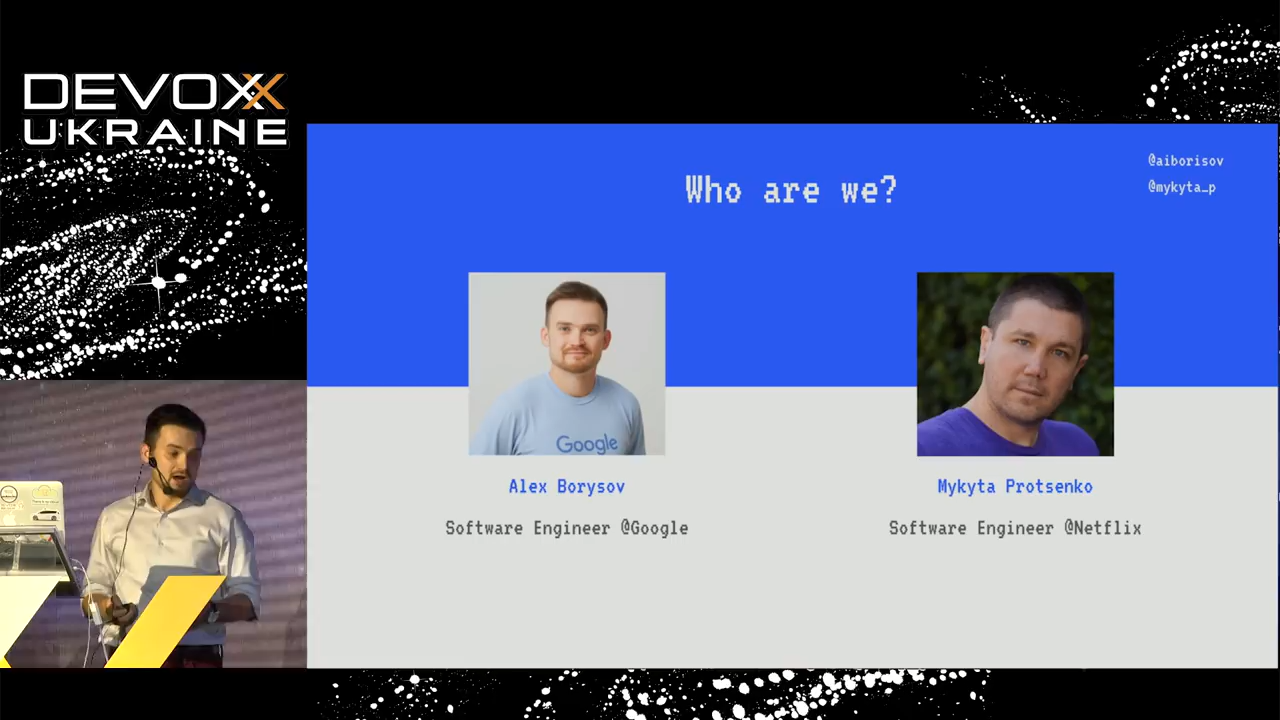 DEVOXX
UKRAINE
@aiborisov
@mykyta_p
Who are we?
Google
Alex Borysov
Mykyta Protsenko
Software Engineer @Google
Software Engineer @Netflix